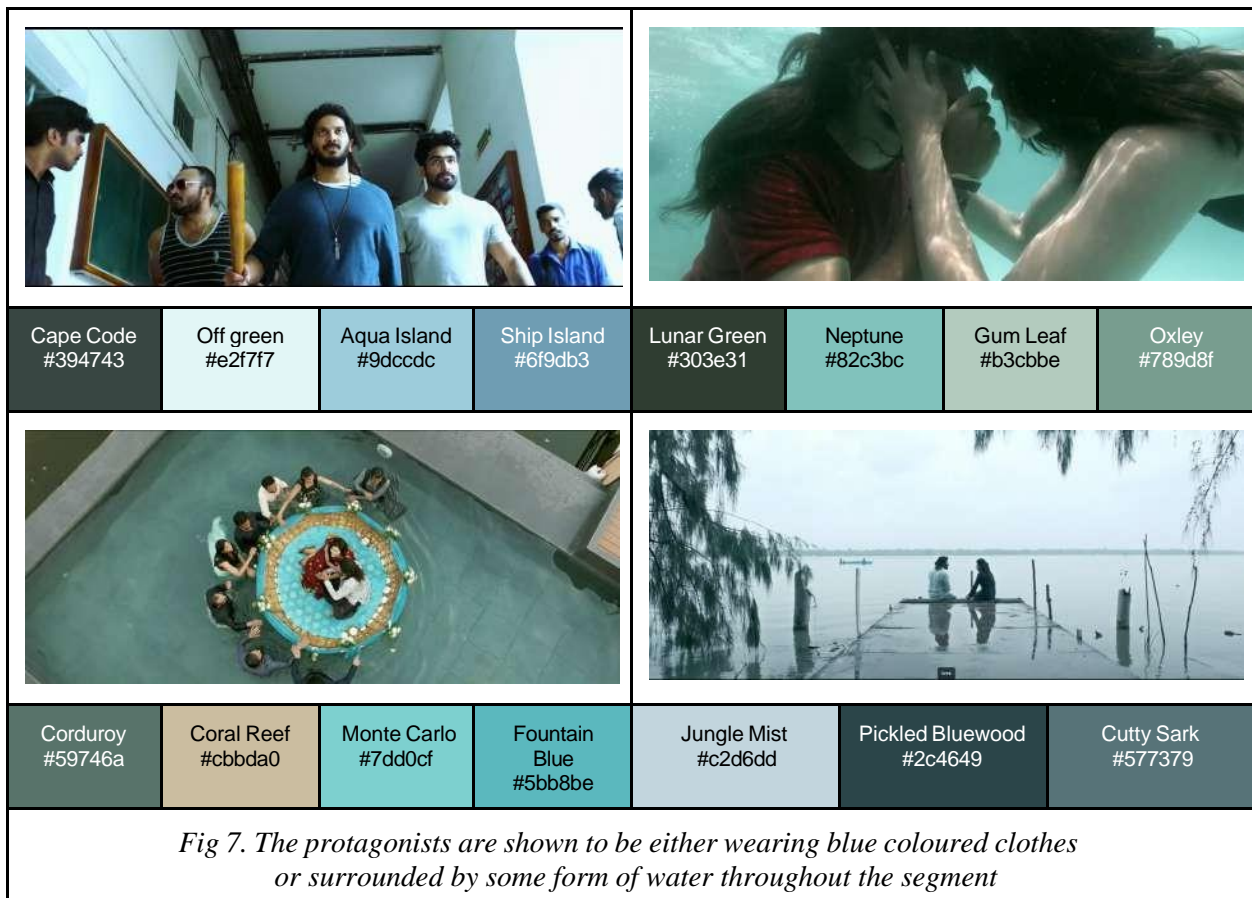 Cape Code
#394743
Off green
#e2f7f7
Aqua Island
#9dccdc
Ship Island
#6f9db3
Lunar Green
#303e31
Neptune
#82c3bc
Gum Leaf
#b3cbbe
Oxley
#789d8f
Corduroy
#59746a
Coral Reef
#cbbda0
Monte Carlo
#7dd0cf
Fountain
Blue
#5bb8be
Jungle Mist
#c2d6dd
Pickled Bluewood
#2c4649
Cutty Sark
#577379
Fig 7. The protagonists are shown to be either wearing blue coloured clothes
or surrounded by some form of water throughout the segment